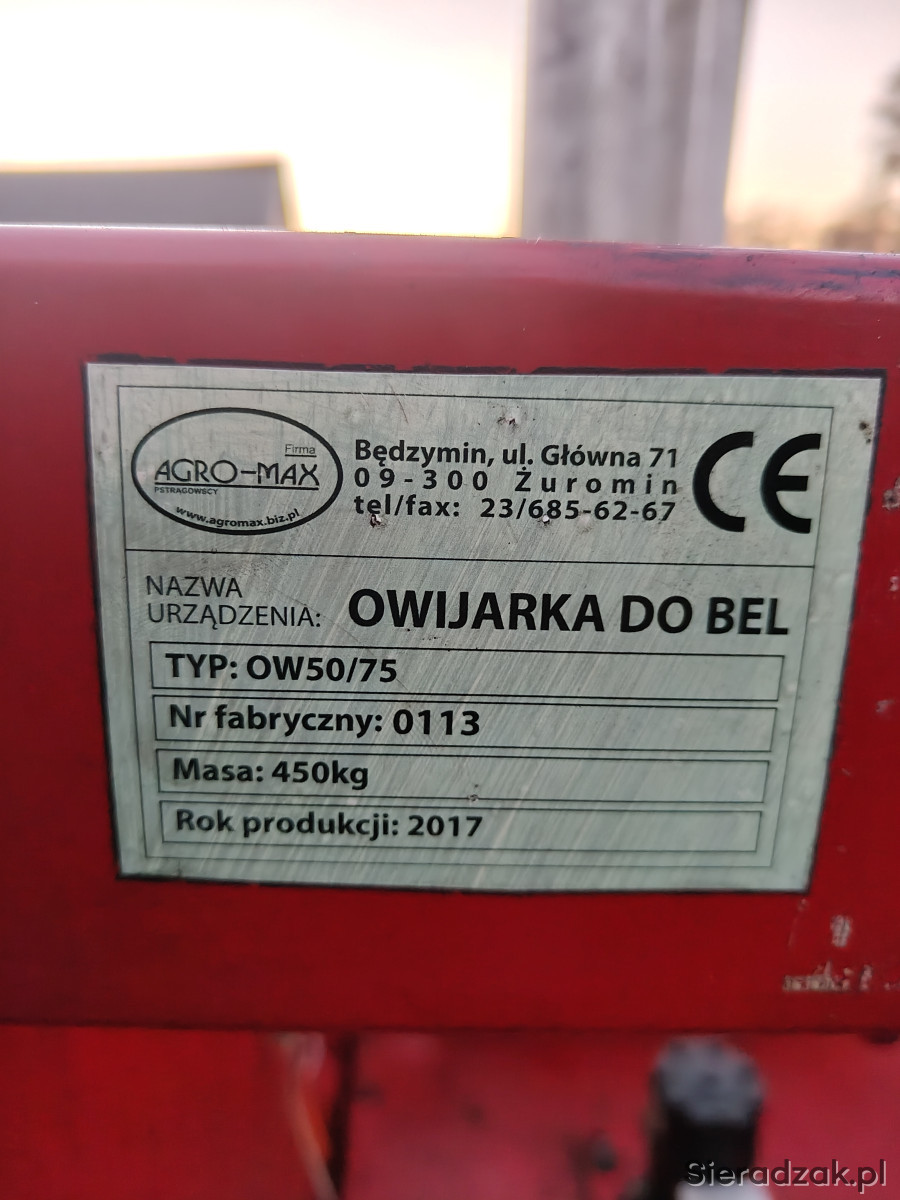 Firma
AGRO-MAX
PSTRAGOWSCY
www.agromax.biz.pl
Będzymin, ul. Główna 71
09-300 Żuromin
tel/fax: 23/685-62-67
CE
NAZWA
URZĄDZENIA: OWIJARKA DO BEL
TYP: OW50/75
Nr fabryczny: 0113
Masa: 450kg
Rok produkcji: 2017
Sieradzak.pl